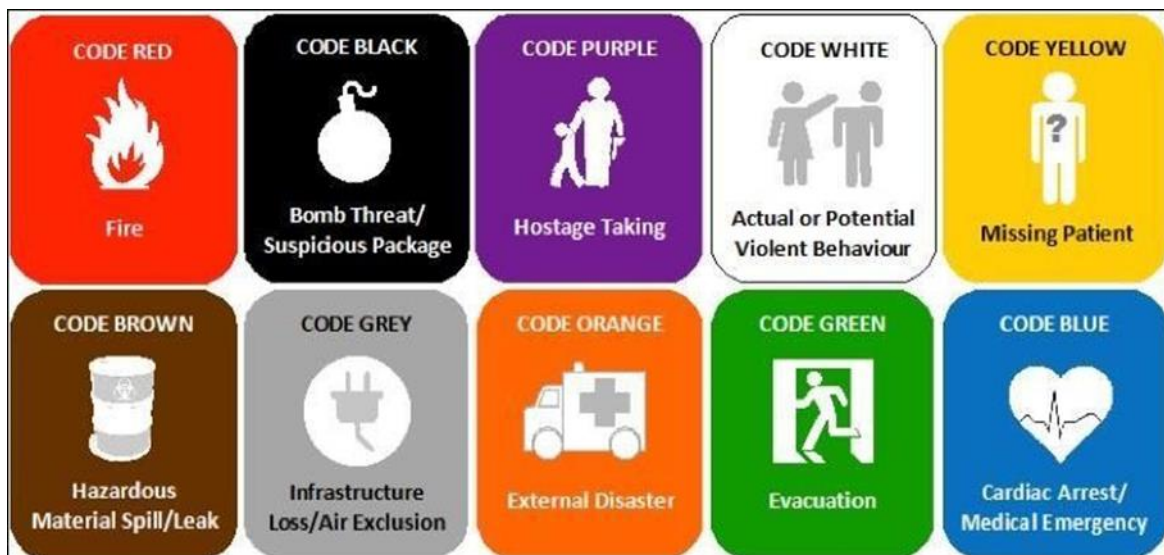 CODE RED
Fire
CODE BLACK
Bomb Threat/
Suspicious Package
CODE PURPLE
Hostage Taking
CODE WHITE
Actual or Potential
Violent Behaviour
CODE YELLOW
?
Missing Patient
CODE BROWN
Hazardous
Material Spill/Leak
CODE GREY
Infrastructure
Loss/Air Exclusion
CODE ORANGE
External Disaster
CODE GREEN
Evacuation
CODE BLUE
Cardiac Arrest/
Medical Emergency